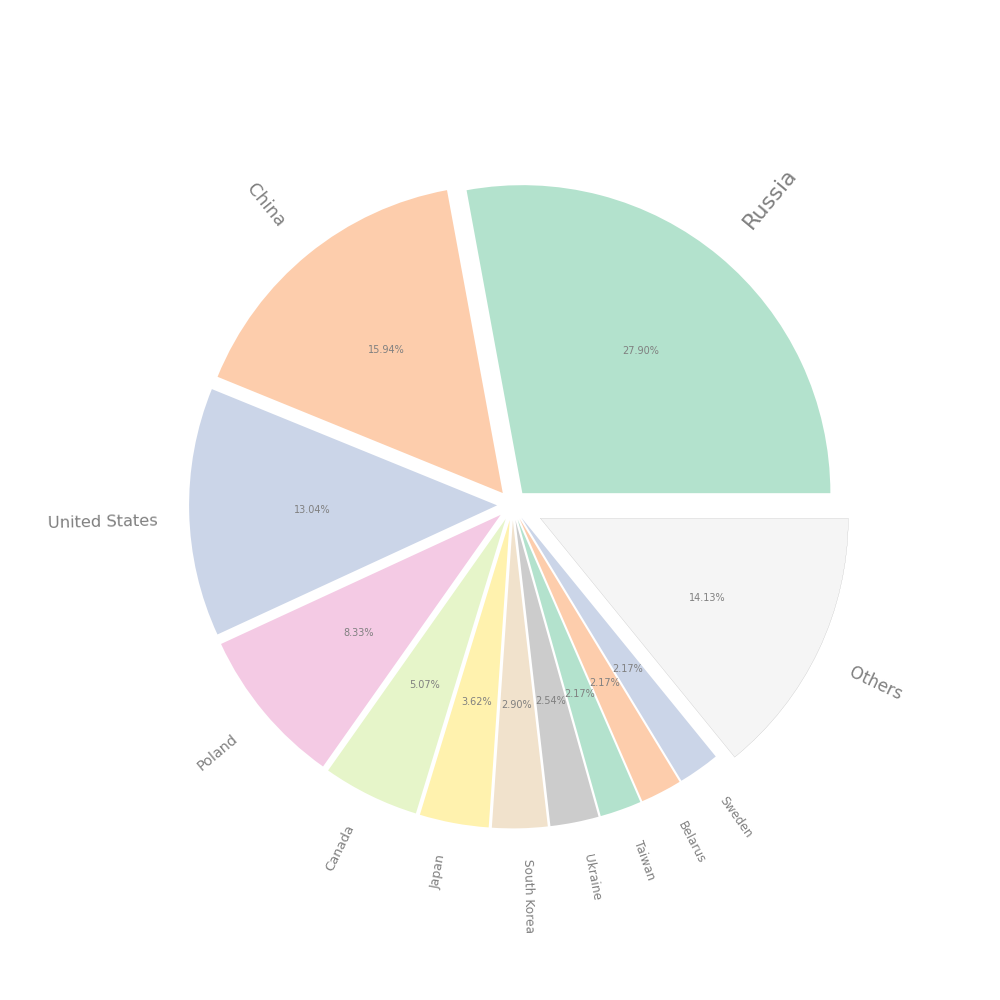 Russia
27.90%
China
15.94%
United States
13.04%
Poland
8.33%
Canada
5.07%
Japan
3.62%
South Korea
2.90%
Ukraine
2.54%
Taiwan
2.17%
Belarus
2.17%
Sweden
2.17%
Others
14.13%